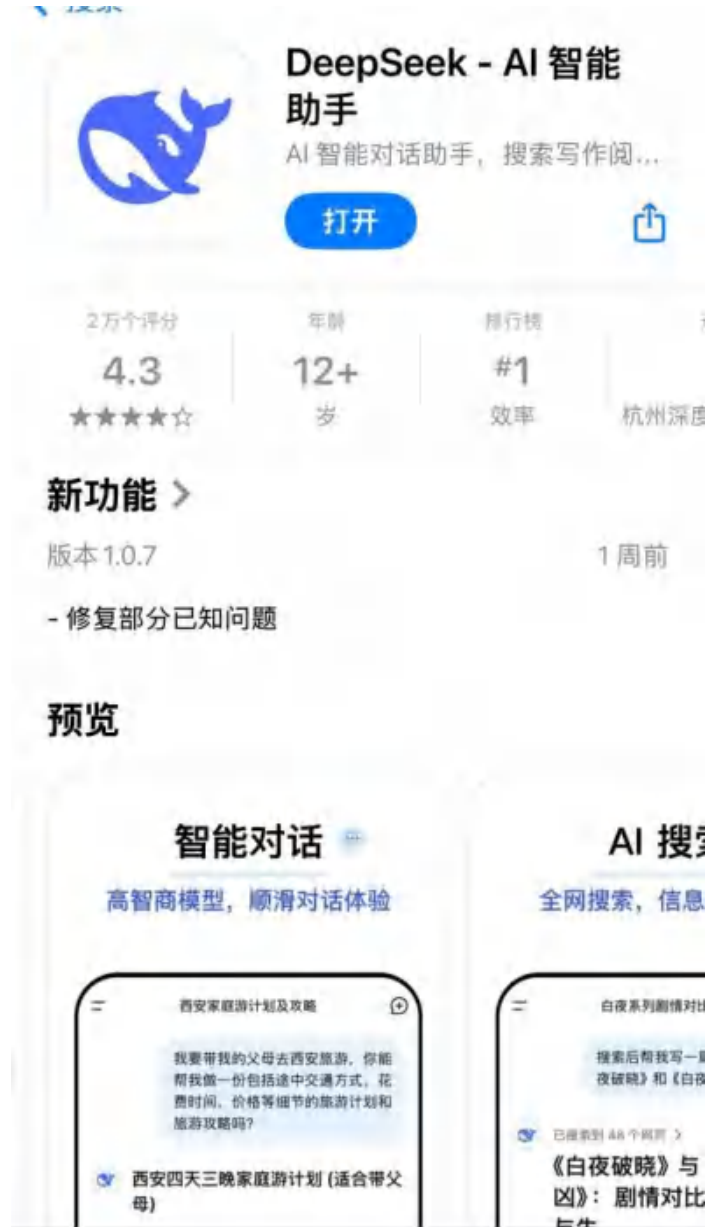 DeepSeek - AI 智能
助手
AI 智能对话助手，搜索写作阅...
打开
2万个评分
年龄
排行榜
4.3
12+
#1
★★★★☆
岁
效率
杭州深度
新功能 >
版本 1.0.7
1 周前
- 修复部分已知问题
预览
智能对话
高智商模型，顺滑对话体验
西安家庭游计划及攻略
我要带我的父母去西安旅游，你能
帮我做一份包括途中交通方式、花
费时间、价格等细节的旅游计划和
旅游攻略吗？
西安四天三晚家庭游计划 (适合带父
母)
AI 搜
全网搜索，信息
白夜系列剧情对比
搜索后帮我写一
夜破晓》和《白夜
已搜索到 48 个网页 >
《白夜破晓》与
凶》：剧情对比